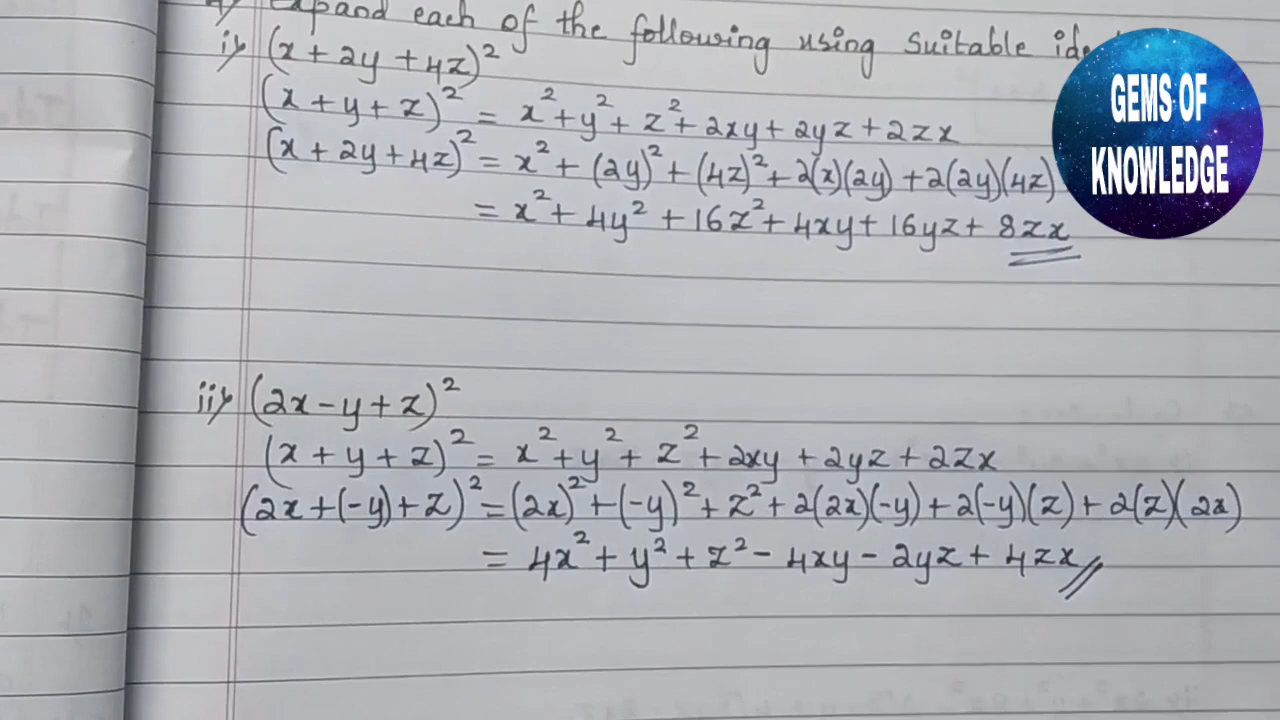 Expand each of the following using suitable
i) (x + 2y + 4z)²
(x + y + z)² = x² + y² + z² + 2xy + 2yz + 2zx
(x + 2y + 4z)² = x² + (2y)² + (4z)² + 2(x)(2y) + 2(2y)(4z)
= x² + 4y² + 16z² + 4xy + 16yz + 8zx
GEMS OF
KNOWLEDGE
ii) (2x - y + z)²
(x + y + z)² = x² + y² + z² + 2xy + 2yz + 2zx
(2x + (-y) + z)² = (2x)² + (-y)² + z² + 2(2x)(-y) + 2(-y)(z) + 2(z)(2x)
= 4x² + y² + z² - 4xy - 2yz + 4zx